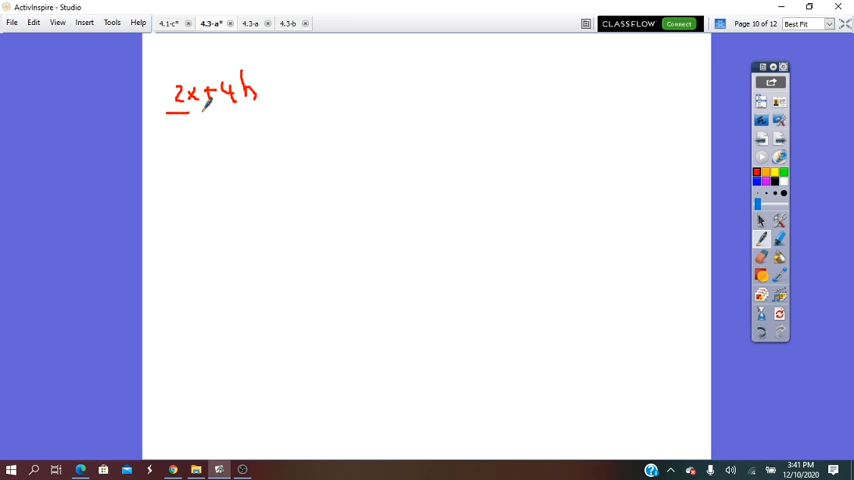 ActivInspire - Studio
File Edit View Insert Tools Help
4.1-c* 4.3-a* 4.3-a 4.3-b
CLASSFLOW Connect
Page 10 of 12 Best Fit
2x+4h
3:41 PM
12/10/2020